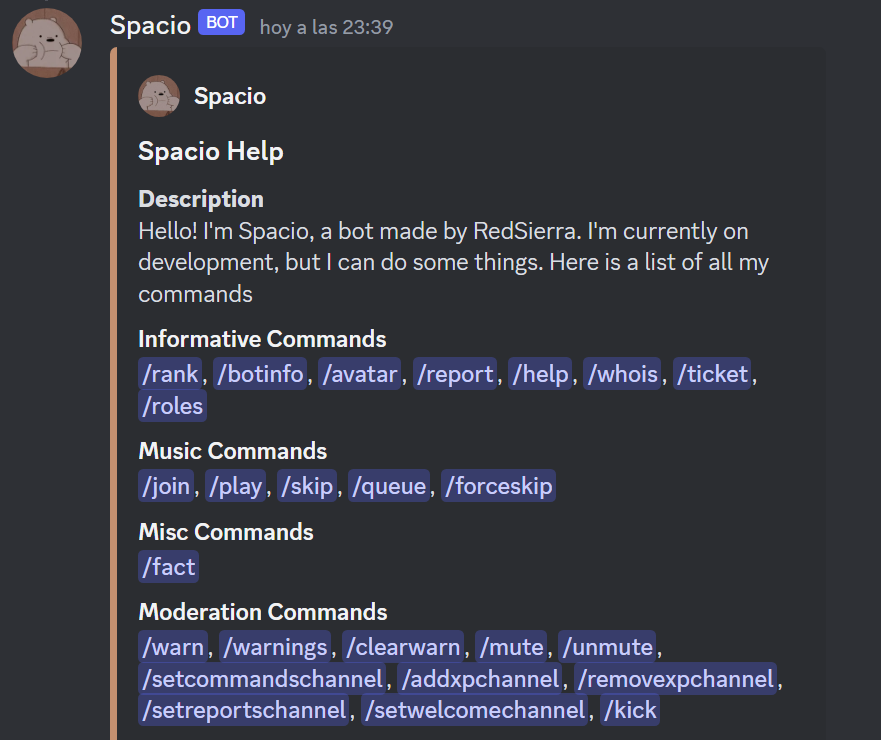 Spacio BOT hoy a las 23:39
Spacio
Spacio Help
Description
Hello! I'm Spacio, a bot made by RedSierra. I'm currently on
development, but I can do some things. Here is a list of all my
commands
Informative Commands
/rank, /botinfo, /avatar, /report, /help, /whois, /ticket,
/roles
Music Commands
/join, /play, /skip, /queue, /forceskip
Misc Commands
/fact
Moderation Commands
/warn, /warnings, /clearwarn, /mute, /unmute,
/setcommandschannel, /addxpchannel, /removexpchannel,
/setreportschannel, /setwelcomechannel, /kick